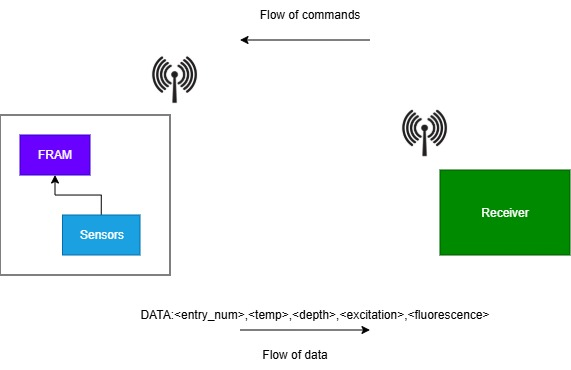 Flow of commands
FRAM
Receiver
Sensors
DATA:<entry_num>,<temp>,<depth>,<excitation>,<fluorescence>
Flow of data